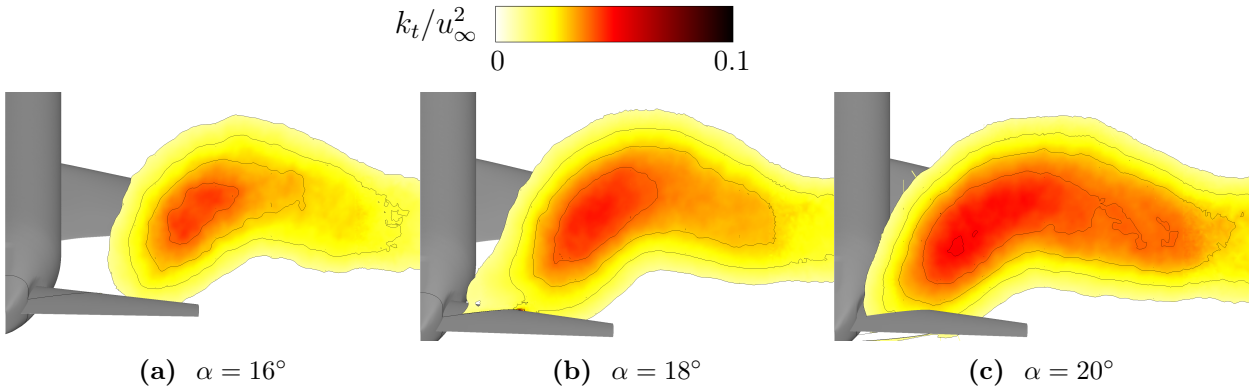 k_t/u_∞^2
0 0.1
(a) α = 16°
(b) α = 18°
(c) α = 20°